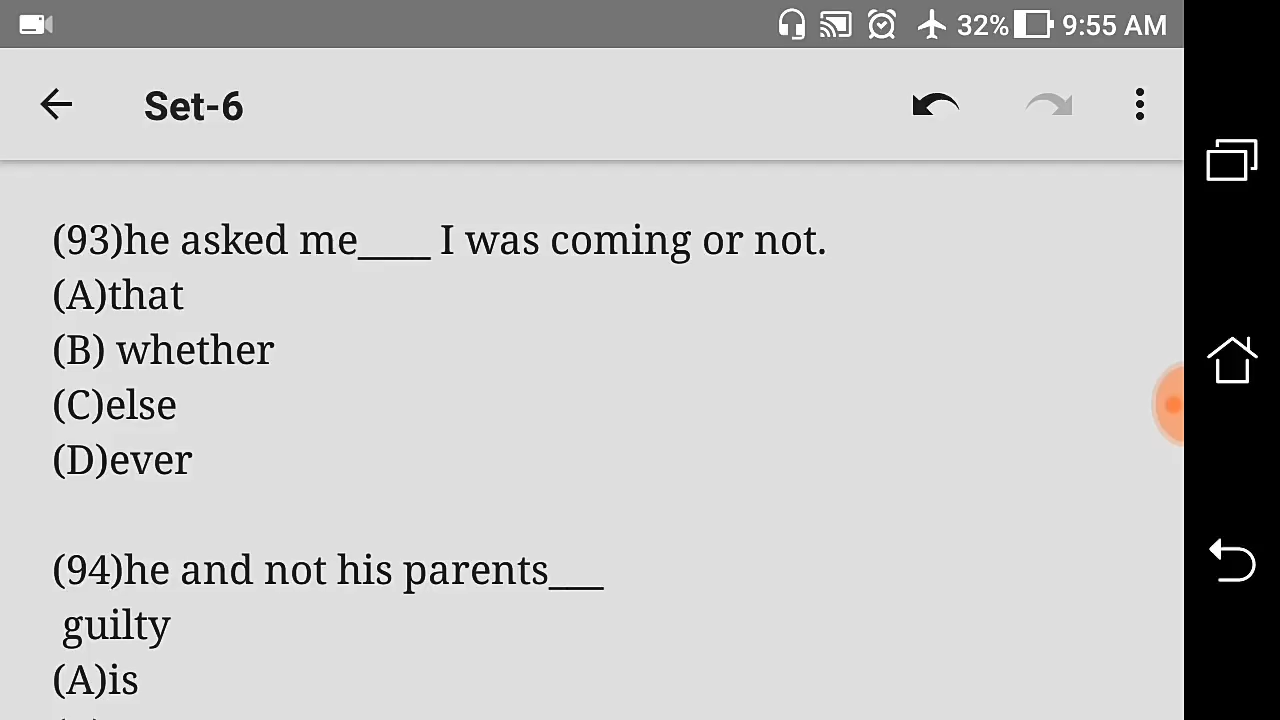 32% 9:55 AM
Set-6
(93)he asked me____ I was coming or not.
(A)that
(B) whether
(C)else
(D)ever
(94)he and not his parents___
guilty
(A)is